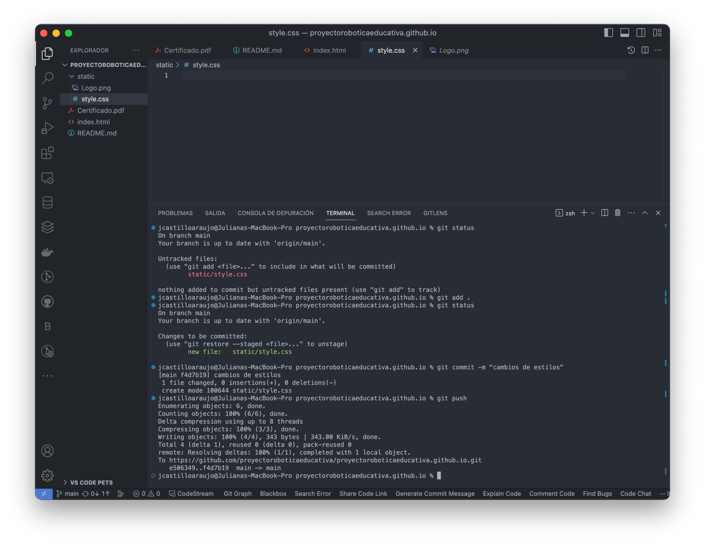 style.css — proyectoroboticaeducativa.github.io
EXPLORADOR
PROYECTOROBOTICAED...
static
Logo.png
style.css
Certificado.pdf
index.html
README.md
VS CODE PETS
Certificado.pdf README.md index.html style.css Logo.png
static > # style.css
1
PROBLEMAS SALIDA CONSOLA DE DEPURACIÓN TERMINAL SEARCH ERROR GITLENS
zsh
jcastilloaraujo@Julianas-MacBook-Pro proyectoroboticaeducativa.github.io % git status
On branch main
Your branch is up to date with 'origin/main'.
Untracked files:
(use "git add <file>..." to include in what will be committed)
static/style.css
nothing added to commit but untracked files present (use "git add" to track)
jcastilloaraujo@Julianas-MacBook-Pro proyectoroboticaeducativa.github.io % git add .
jcastilloaraujo@Julianas-MacBook-Pro proyectoroboticaeducativa.github.io % git status
On branch main
Your branch is up to date with 'origin/main'.
Changes to be committed:
(use "git restore --staged <file>..." to unstage)
new file: static/style.css
jcastilloaraujo@Julianas-MacBook-Pro proyectoroboticaeducativa.github.io % git commit -m "cambios de estilos"
[main f4d7b19] cambios de estilos
1 file changed, 0 insertions(+), 0 deletions(-)
create mode 100644 static/style.css
jcastilloaraujo@Julianas-MacBook-Pro proyectoroboticaeducativa.github.io % git push
Enumerating objects: 6, done.
Counting objects: 100% (6/6), done.
Delta compression using up to 8 threads
Compressing objects: 100% (3/3), done.
Writing objects: 100% (4/4), 343 bytes | 343.00 KiB/s, done.
Total 4 (delta 1), reused 0 (delta 0), pack-reused 0
remote: Resolving deltas: 100% (1/1), completed with 1 local object.
To https://github.com/proyectoroboticaeducativa/proyectoroboticaeducativa.github.io.git
e506349..f4d7b19 main -> main
jcastilloaraujo@Julianas-MacBook-Pro proyectoroboticaeducativa.github.io %
main 0↓ 1↑ 0 0 CodeStream Git Graph Blackbox Search Error Share Code Link Generate Commit Message Explain Code Comment Code Find Bugs Code Chat